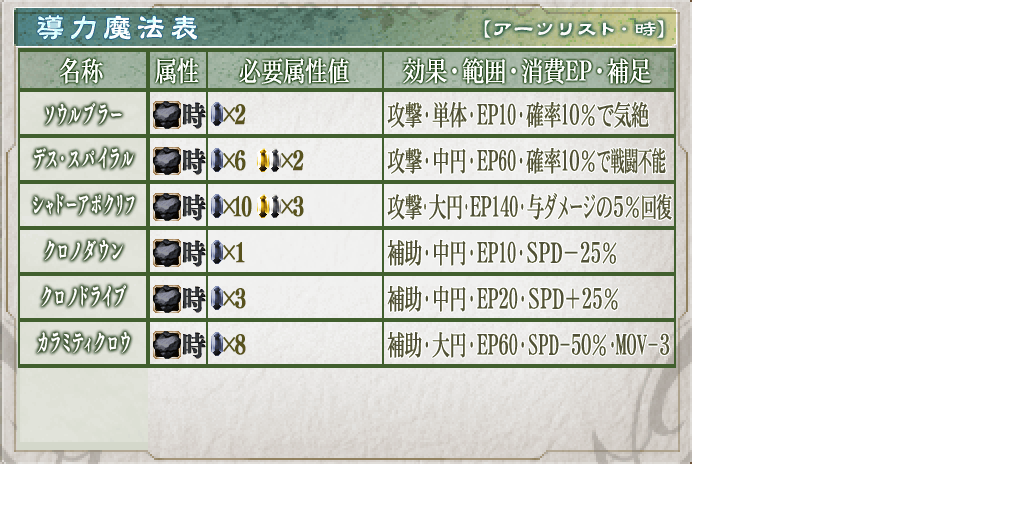 導力魔法表 【アーツリスト・時】
名称 属性 必要属性値 効果・範囲・消費EP・補足
ソウルブラー 時 ×2 攻撃・単体・EP10・確率10%で気絶
デス・スパイラル 時 ×6 ×2 攻撃・中円・EP60・確率10%で戦闘不能
シャドーアポクリフ 時 ×10 ×3 攻撃・大円・EP140・与ダメージの5%回復
クロノダウン 時 ×1 補助・中円・EP10・SPD−25%
クロノドライブ 時 ×3 補助・中円・EP20・SPD+25%
カラミティクロウ 時 ×8 補助・大円・EP60・SPD-50%・MOV-3